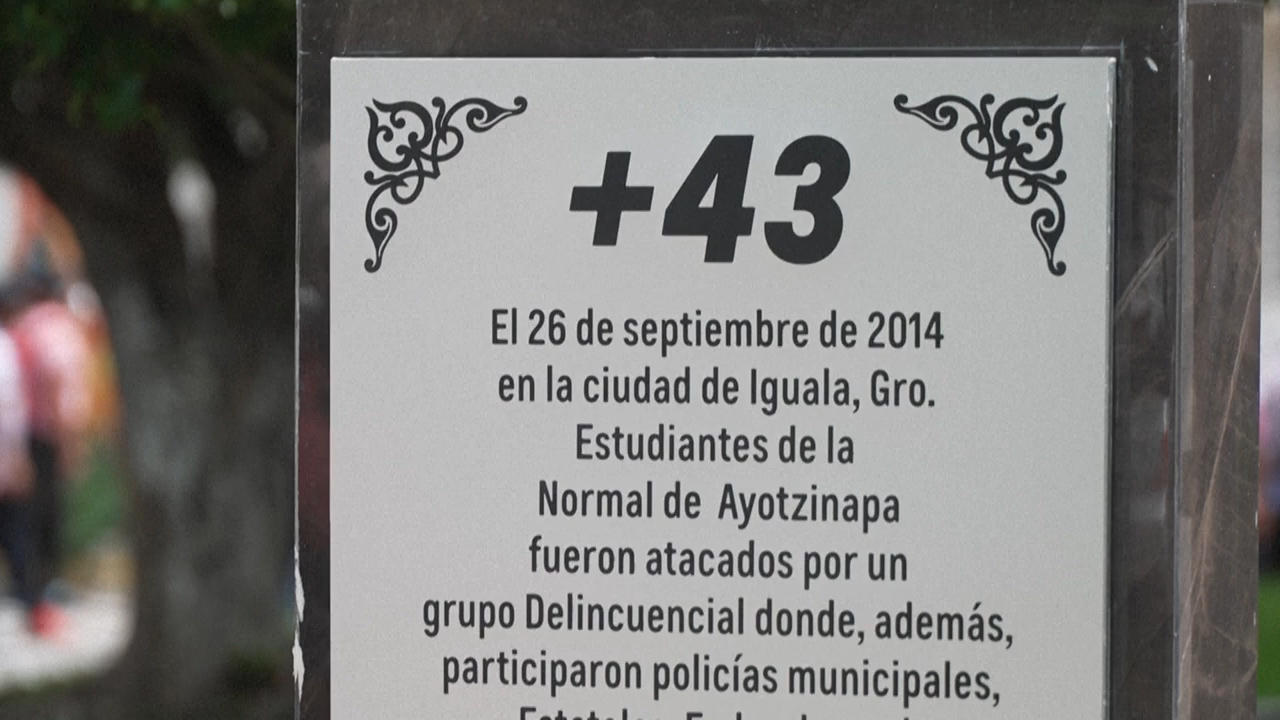 +43
El 26 de septiembre de 2014
en la ciudad de Iguala, Gro.
Estudiantes de la
Normal de Ayotzinapa
fueron atacados por un
grupo Delincuencial donde, además,
participaron policías municipales,